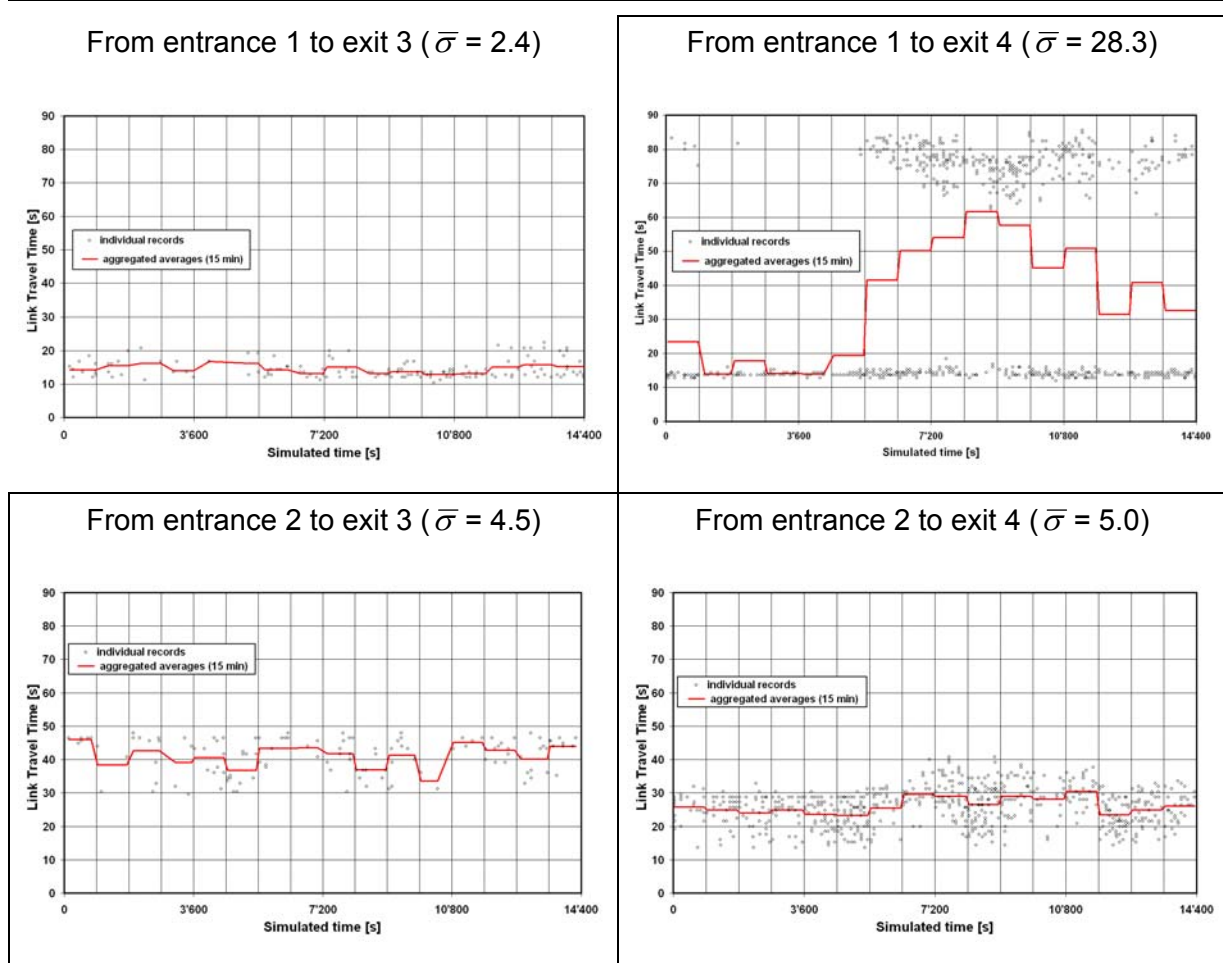 From entrance 1 to exit 3 ( σ̅ = 2.4)
90
80
70
60
50
40
30
20
10
0
Link Travel Time [s]
individual records
aggregated averages (15 min)
0 3'600 7'200 10'800 14'400
Simulated time [s]
From entrance 1 to exit 4 ( σ̅ = 28.3)
90
80
70
60
50
40
30
20
10
0
Link Travel Time [s]
individual records
aggregated averages (15 min)
0 3'600 7'200 10'800 14'400
Simulated time [s]
From entrance 2 to exit 3 ( σ̅ = 4.5)
90
80
70
60
50
40
30
20
10
0
Link Travel Time [s]
individual records
aggregated averages (15 min)
0 3'600 7'200 10'800 14'400
Simulated time [s]
From entrance 2 to exit 4 ( σ̅ = 5.0)
90
80
70
60
50
40
30
20
10
0
Link Travel Time [s]
individual records
aggregated averages (15 min)
0 3'600 7'200 10'800 14'400
Simulated time [s]